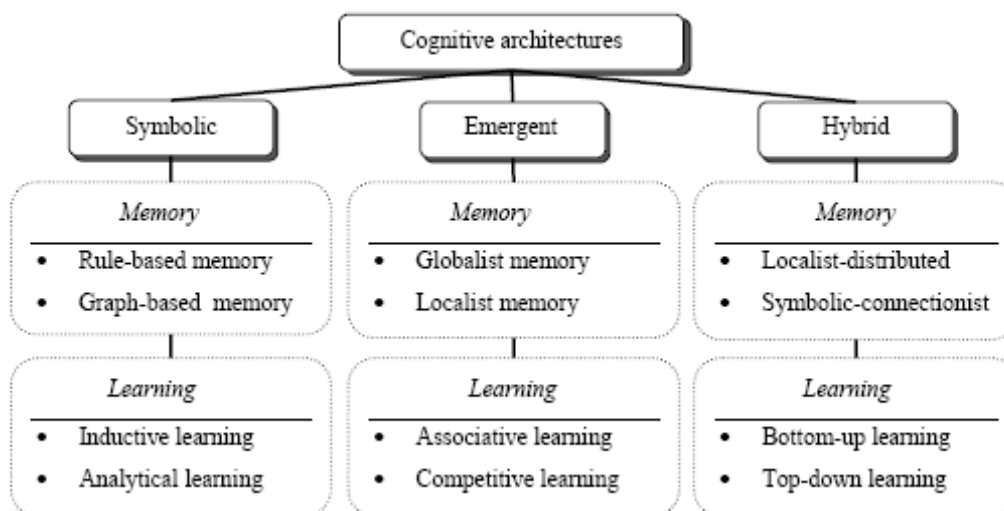 Cognitive architectures
Symbolic
Emergent
Hybrid
Memory
• Rule-based memory
• Graph-based memory
Memory
• Globalist memory
• Localist memory
Memory
• Localist-distributed
• Symbolic-connectionist
Learning
• Inductive learning
• Analytical learning
Learning
• Associative learning
• Competitive learning
Learning
• Bottom-up learning
• Top-down learning